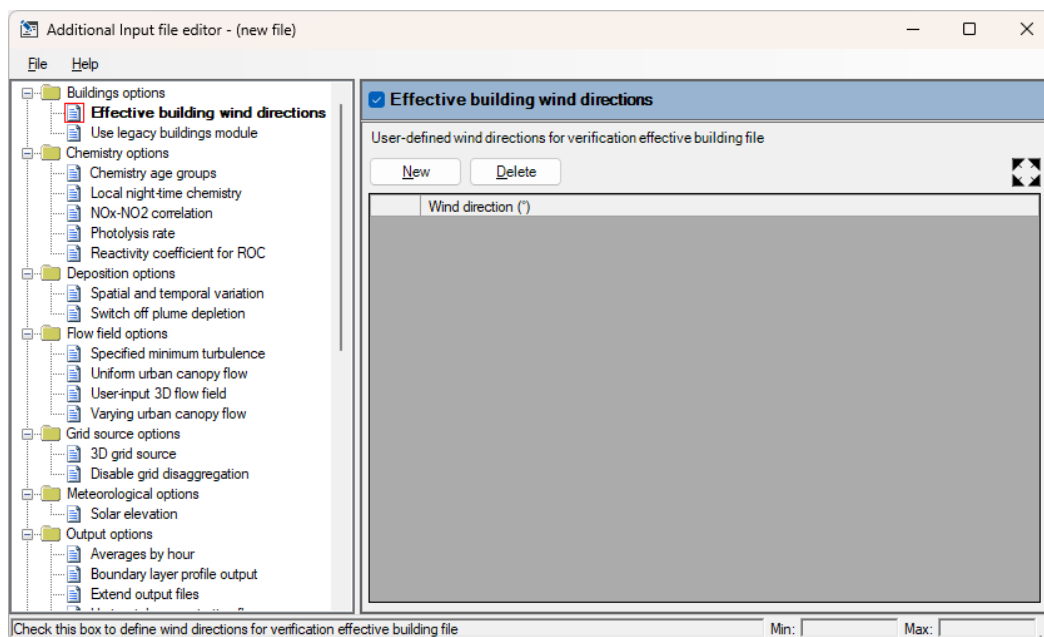 Additional Input file editor - (new file)
File Help
Buildings options
Effective building wind directions
Use legacy buildings module
Chemistry options
Chemistry age groups
Local night-time chemistry
NOx-NO2 correlation
Photolysis rate
Reactivity coefficient for ROC
Deposition options
Spatial and temporal variation
Switch off plume depletion
Flow field options
Specified minimum turbulence
Uniform urban canopy flow
User-input 3D flow field
Varying urban canopy flow
Grid source options
3D grid source
Disable grid disaggregation
Meteorological options
Solar elevation
Output options
Averages by hour
Boundary layer profile output
Extend output files
Effective building wind directions
User-defined wind directions for verification effective building file
New Delete
Wind direction (°)
Check this box to define wind directions for verification effective building file Min: Max: